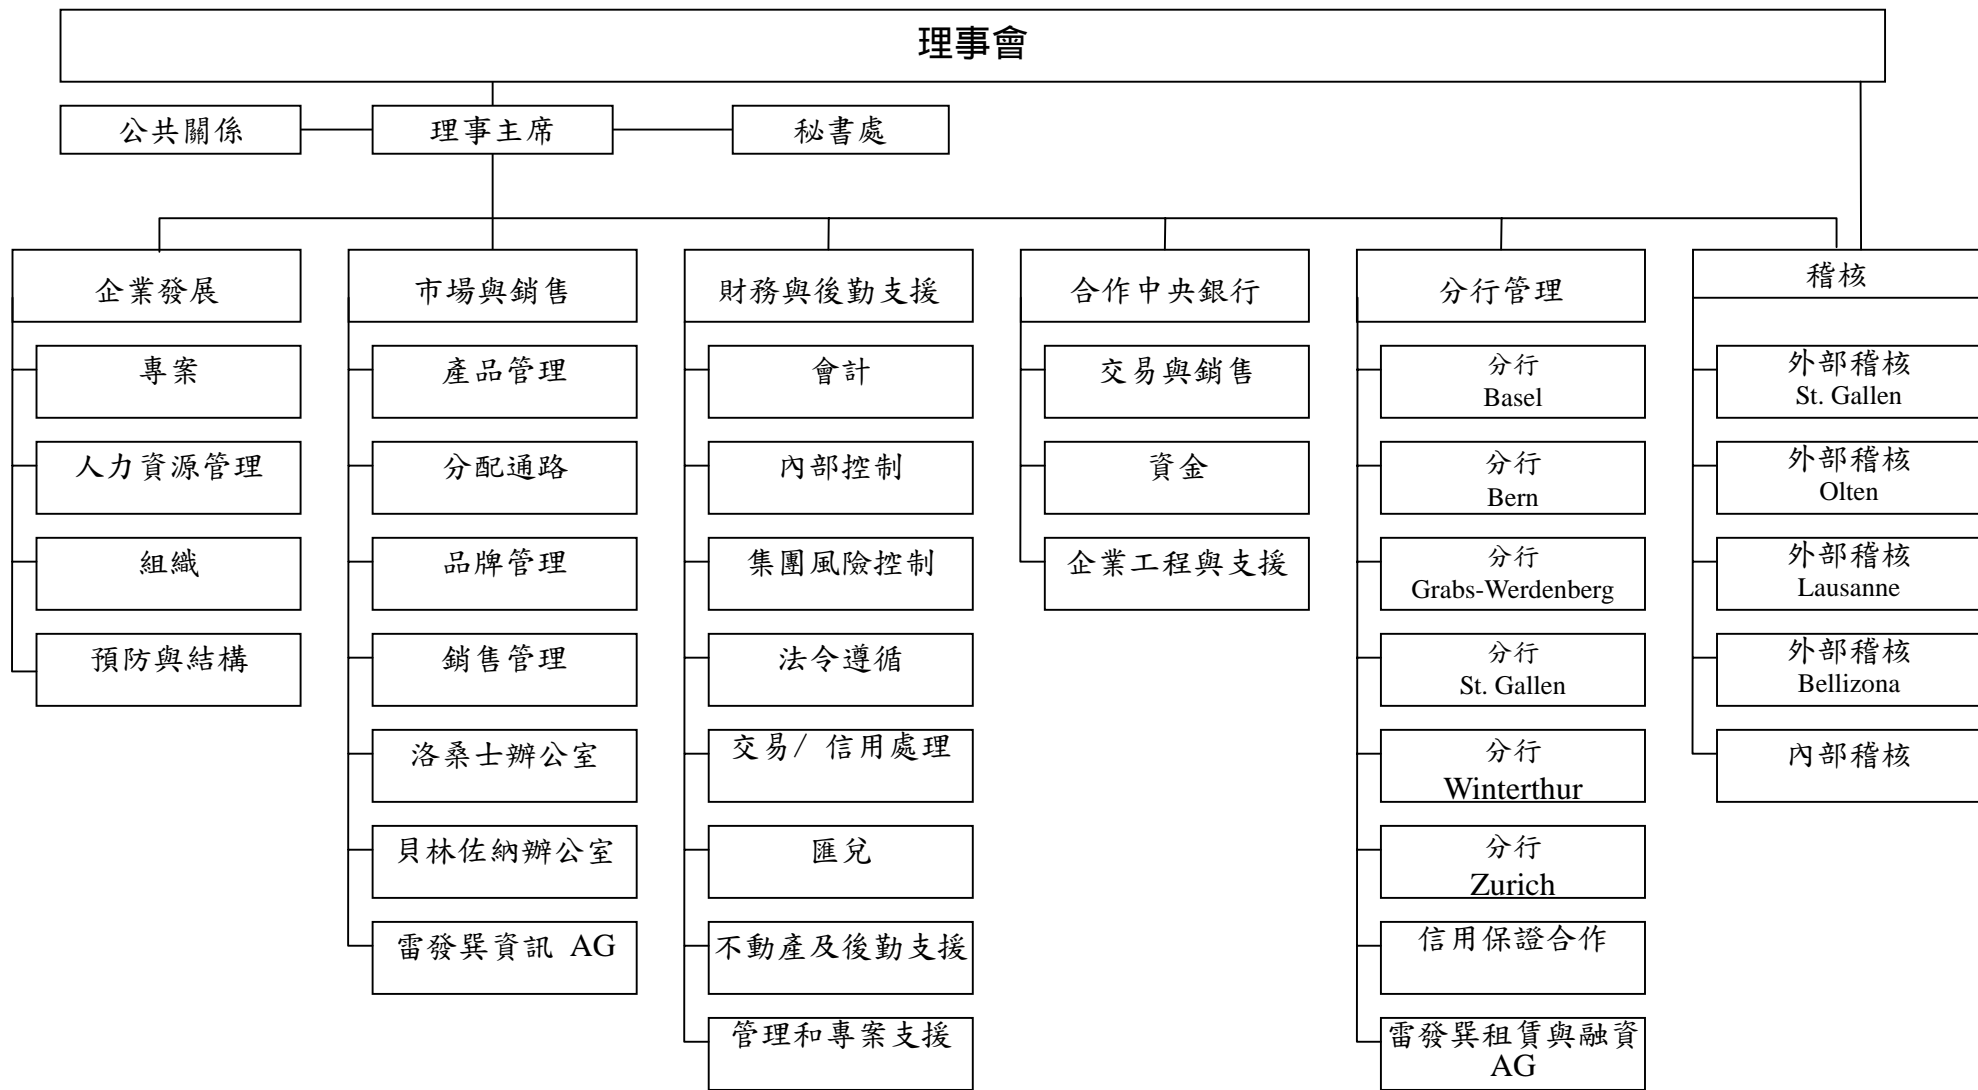 理事會
公共關係
理事主席
秘書處
企業發展
專案
人力資源管理
組織
預防與結構
市場與銷售
產品管理
分配通路
品牌管理
銷售管理
洛桑士辦公室
貝林佐納辦公室
雷發巽資訊 AG
財務與後勤支援
會計
內部控制
集團風險控制
法令遵循
交易/ 信用處理
匯兌
不動產及後勤支援
管理和專案支援
合作中央銀行
交易與銷售
資金
企業工程與支援
分行管理
分行
Basel
分行
Bern
分行
Grabs-Werdenberg
分行
St. Gallen
分行
Winterthur
分行
Zurich
信用保證合作
雷發巽租賃與融資
AG
稽核
外部稽核
St. Gallen
外部稽核
Olten
外部稽核
Lausanne
外部稽核
Bellizona
內部稽核